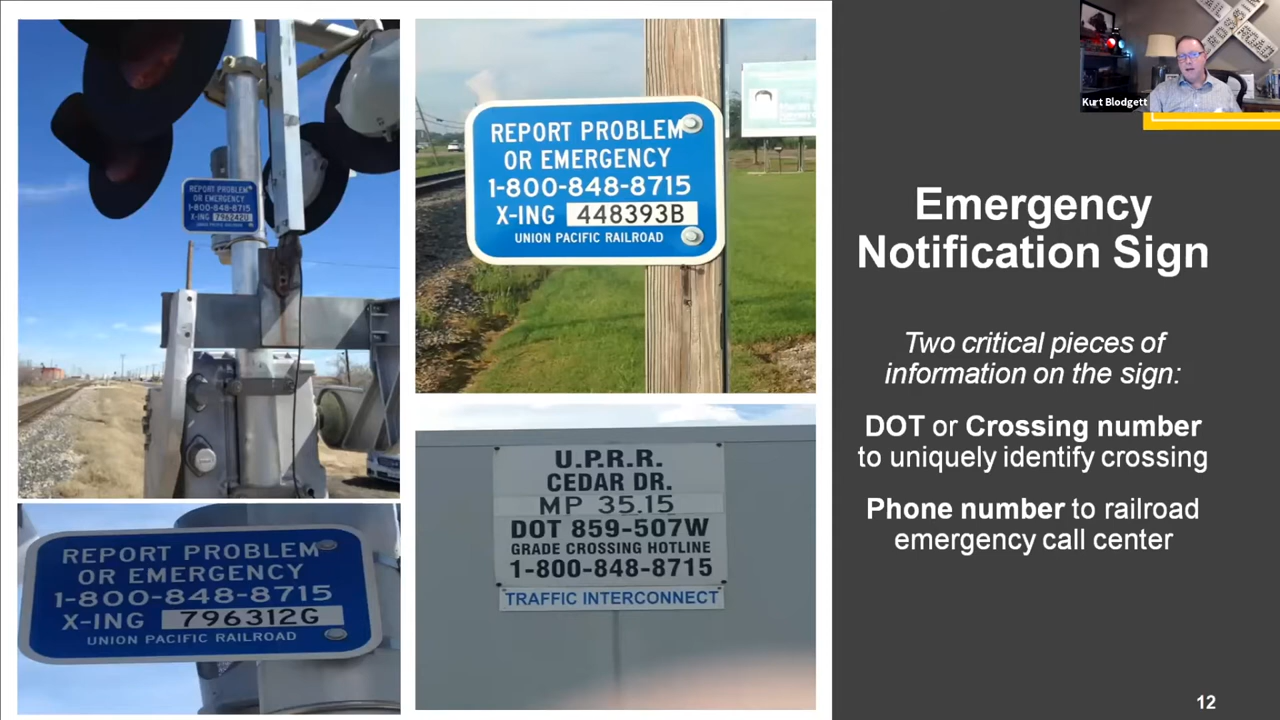 REPORT PROBLEM
OR EMERGENCY
1-800-848-8715
X-ING 796242U
UNION PACIFIC RAILROAD
REPORT PROBLEM
OR EMERGENCY
1-800-848-8715
X-ING 448393B
UNION PACIFIC RAILROAD
REPORT PROBLEM
OR EMERGENCY
1-800-848-8715
X-ING 796312G
UNION PACIFIC RAILROAD
U.P.R.R.
CEDAR DR.
MP 35.15
DOT 859-507W
GRADE CROSSING HOTLINE
1-800-848-8715
TRAFFIC INTERCONNECT
Kurt Blodgett
Emergency
Notification Sign
Two critical pieces of
information on the sign:
DOT or Crossing number
to uniquely identify crossing
Phone number to railroad
emergency call center
12